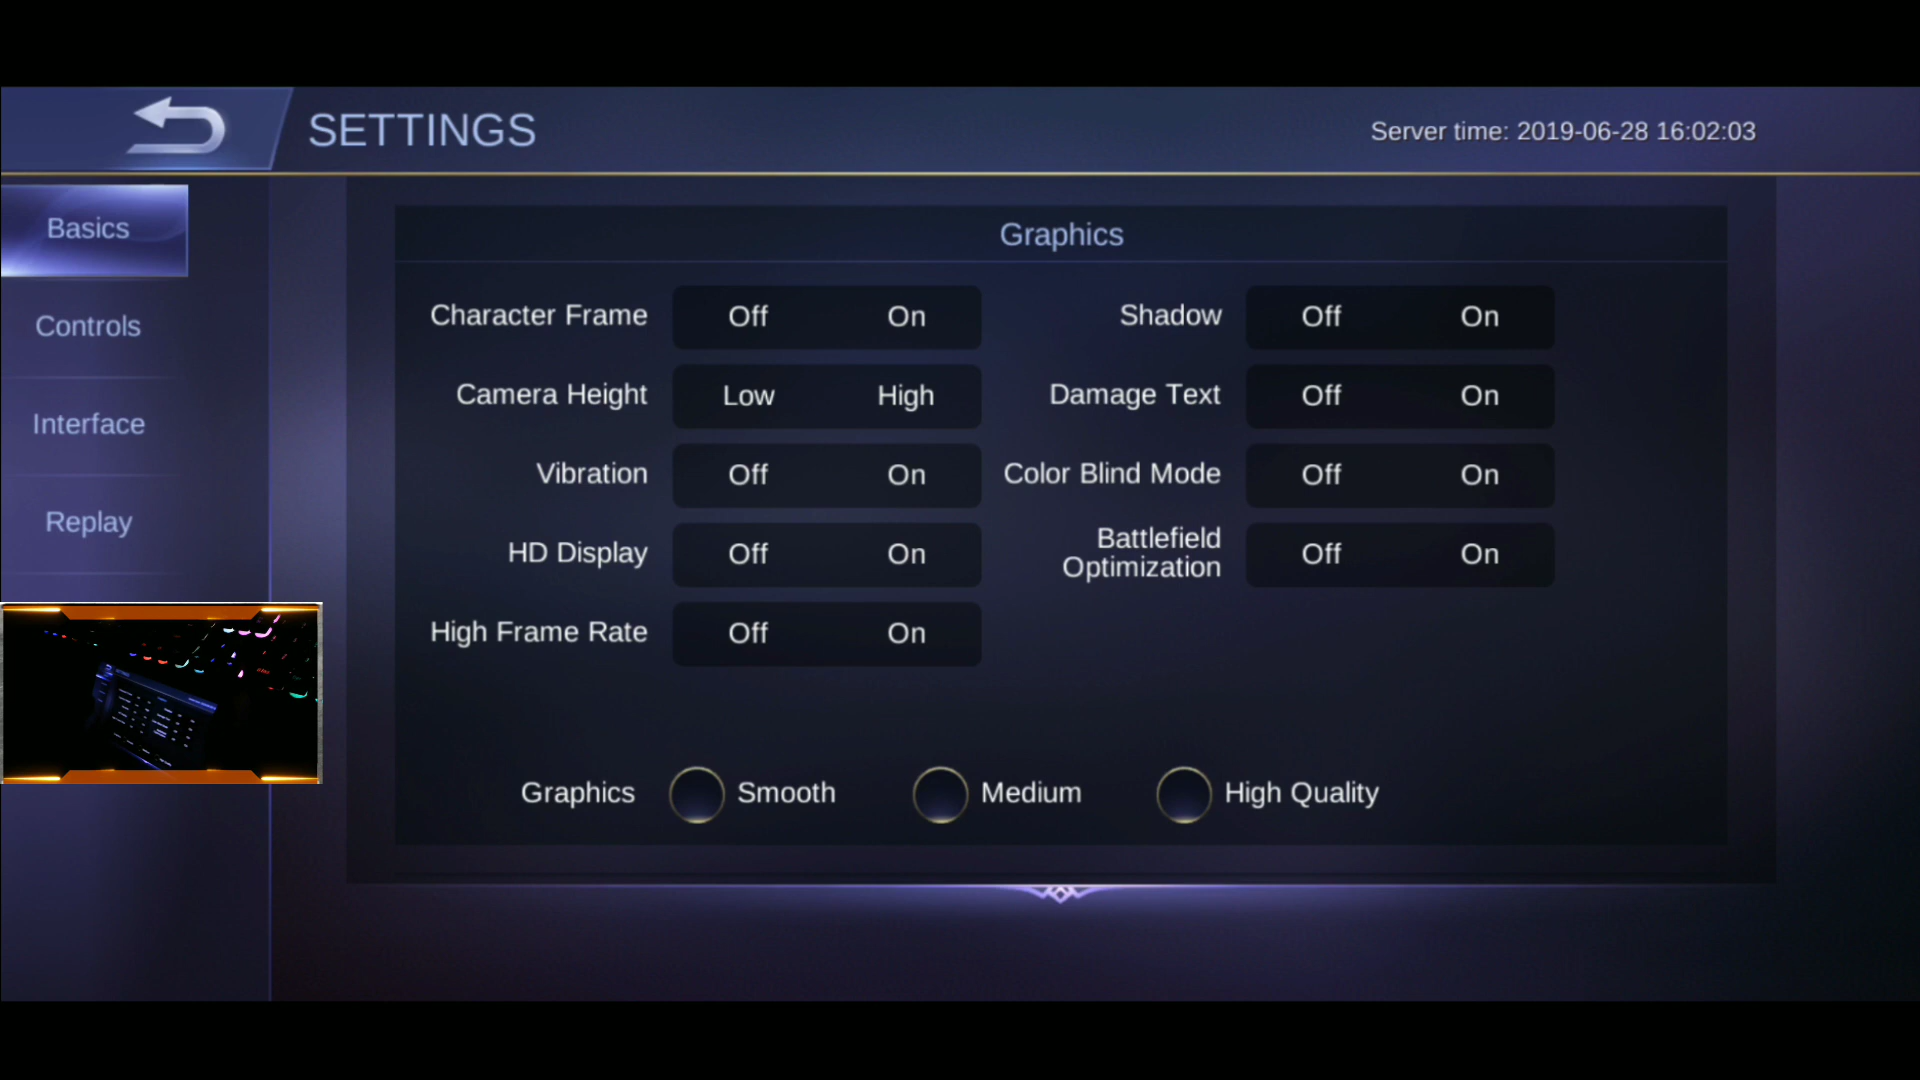 SETTINGS
Server time: 2019-06-28 16:02:03
Basics
Controls
Interface
Replay
Graphics
Character Frame Off On
Shadow Off On
Camera Height Low High
Damage Text Off On
Vibration Off On
Color Blind Mode Off On
HD Display Off On
Battlefield
Optimization Off On
High Frame Rate Off On
Graphics Smooth Medium High Quality